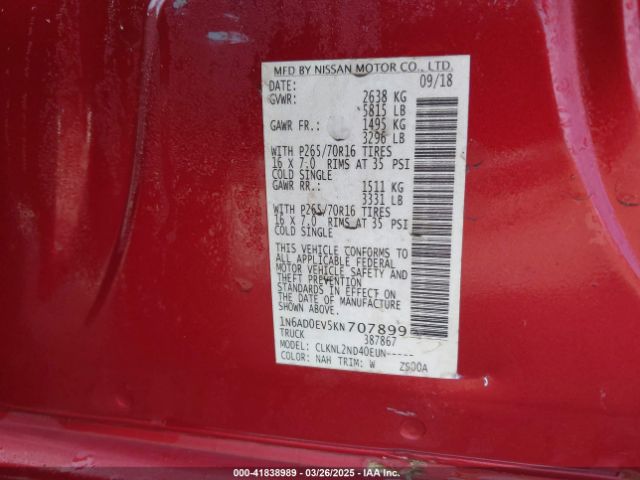 MFD BY NISSAN MOTOR CO., LTD.
DATE: 09/18
GVWR: 2638 KG
5815 LB
GAWR FR.: 1495 KG
3296 LB
WITH P265/70R16 TIRES
16 X 7.0 RIMS AT 35 PSI
COLD SINGLE
GAWR RR.: 1511 KG
3331 LB
WITH P265/70R16 TIRES
16 X 7.0 RIMS AT 35 PSI
COLD SINGLE
THIS VEHICLE CONFORMS TO
ALL APPLICABLE FEDERAL
MOTOR VEHICLE SAFETY AND
THEFT PREVENTION
STANDARDS IN EFFECT ON
THE DATE OF MANUFACTURE
SHOWN ABOVE.
1N6AD0EV5KN707899
TRUCK 387867
MODEL: CLKNL2ND40EUN-----
COLOR: NAH TRIM: W ZS00A
000-41838989 — 03/26/2025 — IAAI.com